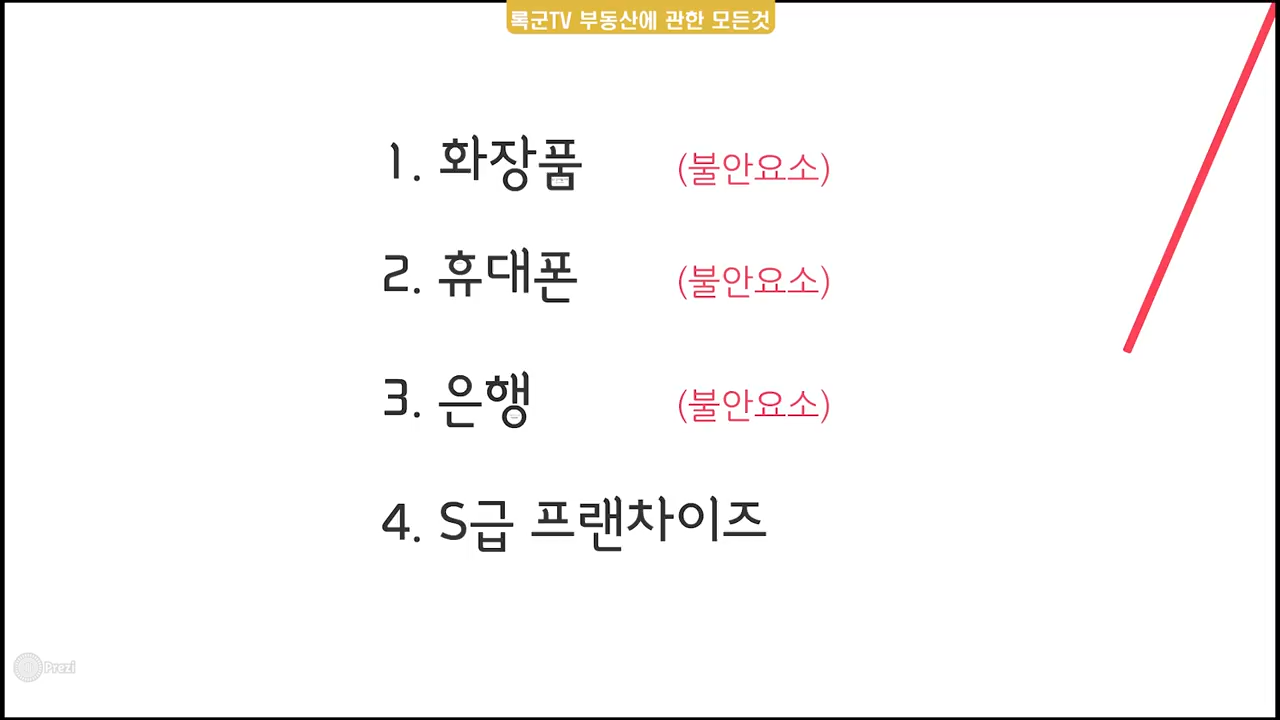 록군TV 부동산에 관한 모든것
1. 화장품 (불안요소)
2. 휴대폰 (불안요소)
3. 은행 (불안요소)
4. S급 프랜차이즈
Prezi